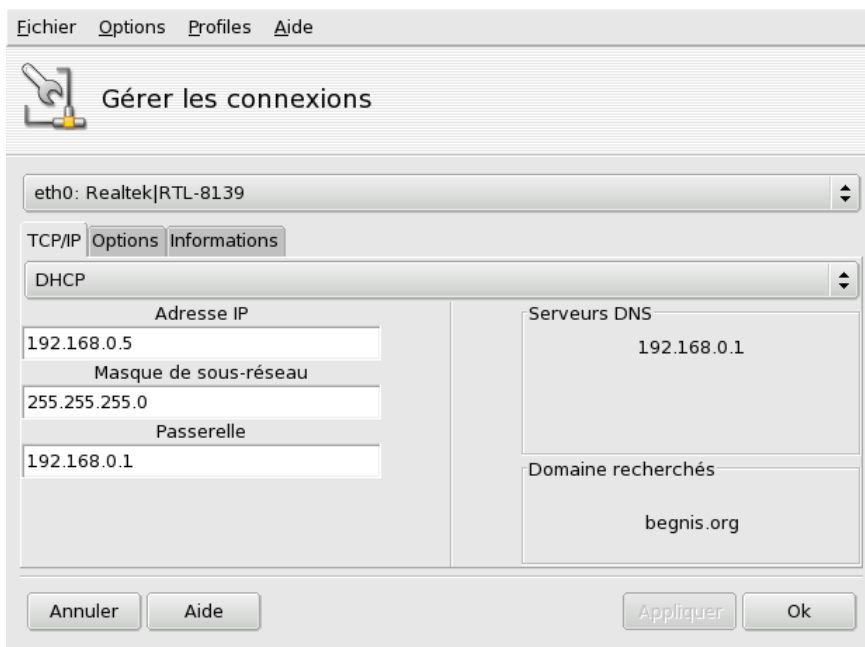 Fichier Options Profiles Aide
Gérer les connexions
eth0: Realtek|RTL-8139
TCP/IP Options Informations
DHCP
Adresse IP
192.168.0.5
Masque de sous-réseau
255.255.255.0
Passerelle
192.168.0.1
Serveurs DNS
192.168.0.1
Domaine recherchés
begnis.org
Annuler Aide Appliquer Ok